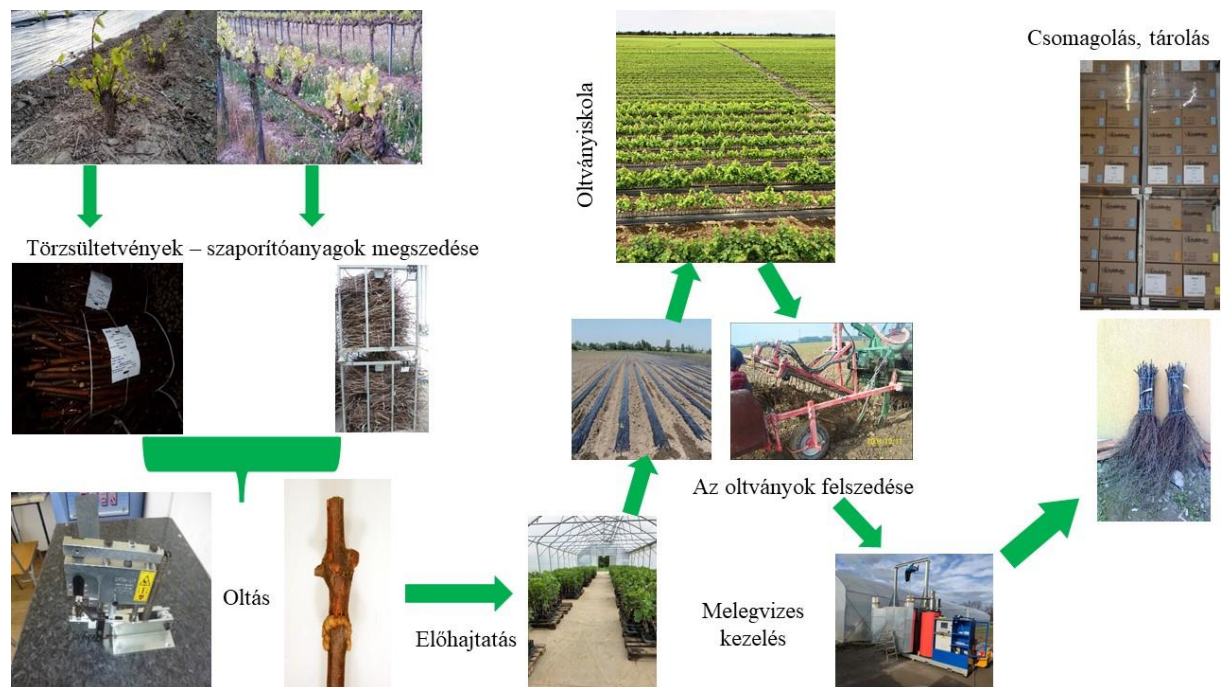 Törzsültetvények – szaporítóanyagok megszedése
Oltás
Előhajtatás
Oltványiskola
Az oltványok felszedése
Melegvizes
kezelés
Csomagolás, tárolás